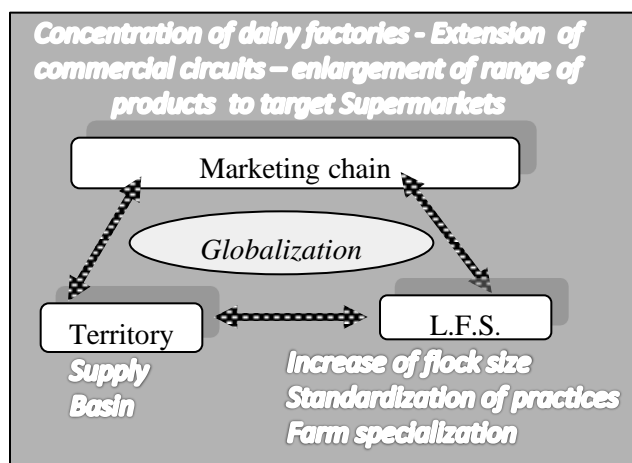 Concentration of dairy factories - Extension of
commercial circuits – enlargement of range of
products to target Supermarkets
Marketing chain
Globalization
Territory
L.F.S.
Supply
Basin
Increase of flock size
Standardization of practices
Farm specialization